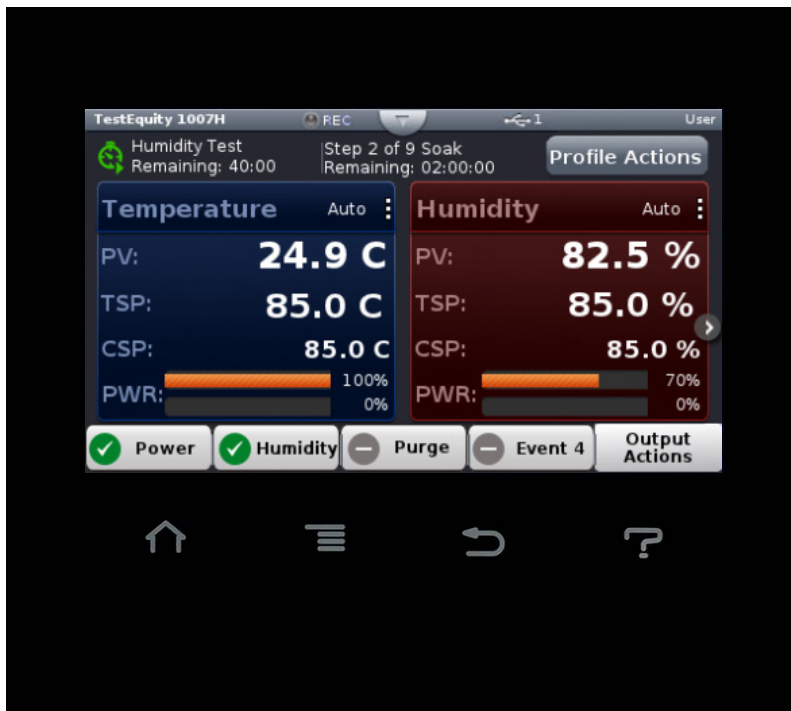 TestEquity 1007H REC 1 User
Humidity Test Step 2 of 9 Soak
Remaining: 40:00 Remaining: 02:00:00
Profile Actions
Temperature Auto
PV: 24.9 C
TSP: 85.0 C
CSP: 85.0 C
PWR: 100%
0%
Humidity Auto
PV: 82.5 %
TSP: 85.0 %
CSP: 85.0 %
PWR: 70%
0%
Power Humidity Purge Event 4 Output
Actions